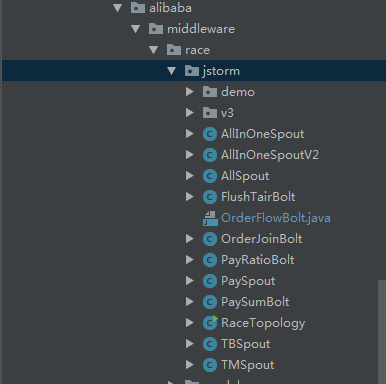 alibaba
middleware
race
jstorm
demo
v3
AllInOneSpout
AllInOneSpoutV2
AllSpout
FlushTairBolt
OrderFlowBolt.java
OrderJoinBolt
PayRatioBolt
PaySpout
PaySumBolt
RaceTopology
TBSpout
TMSpout